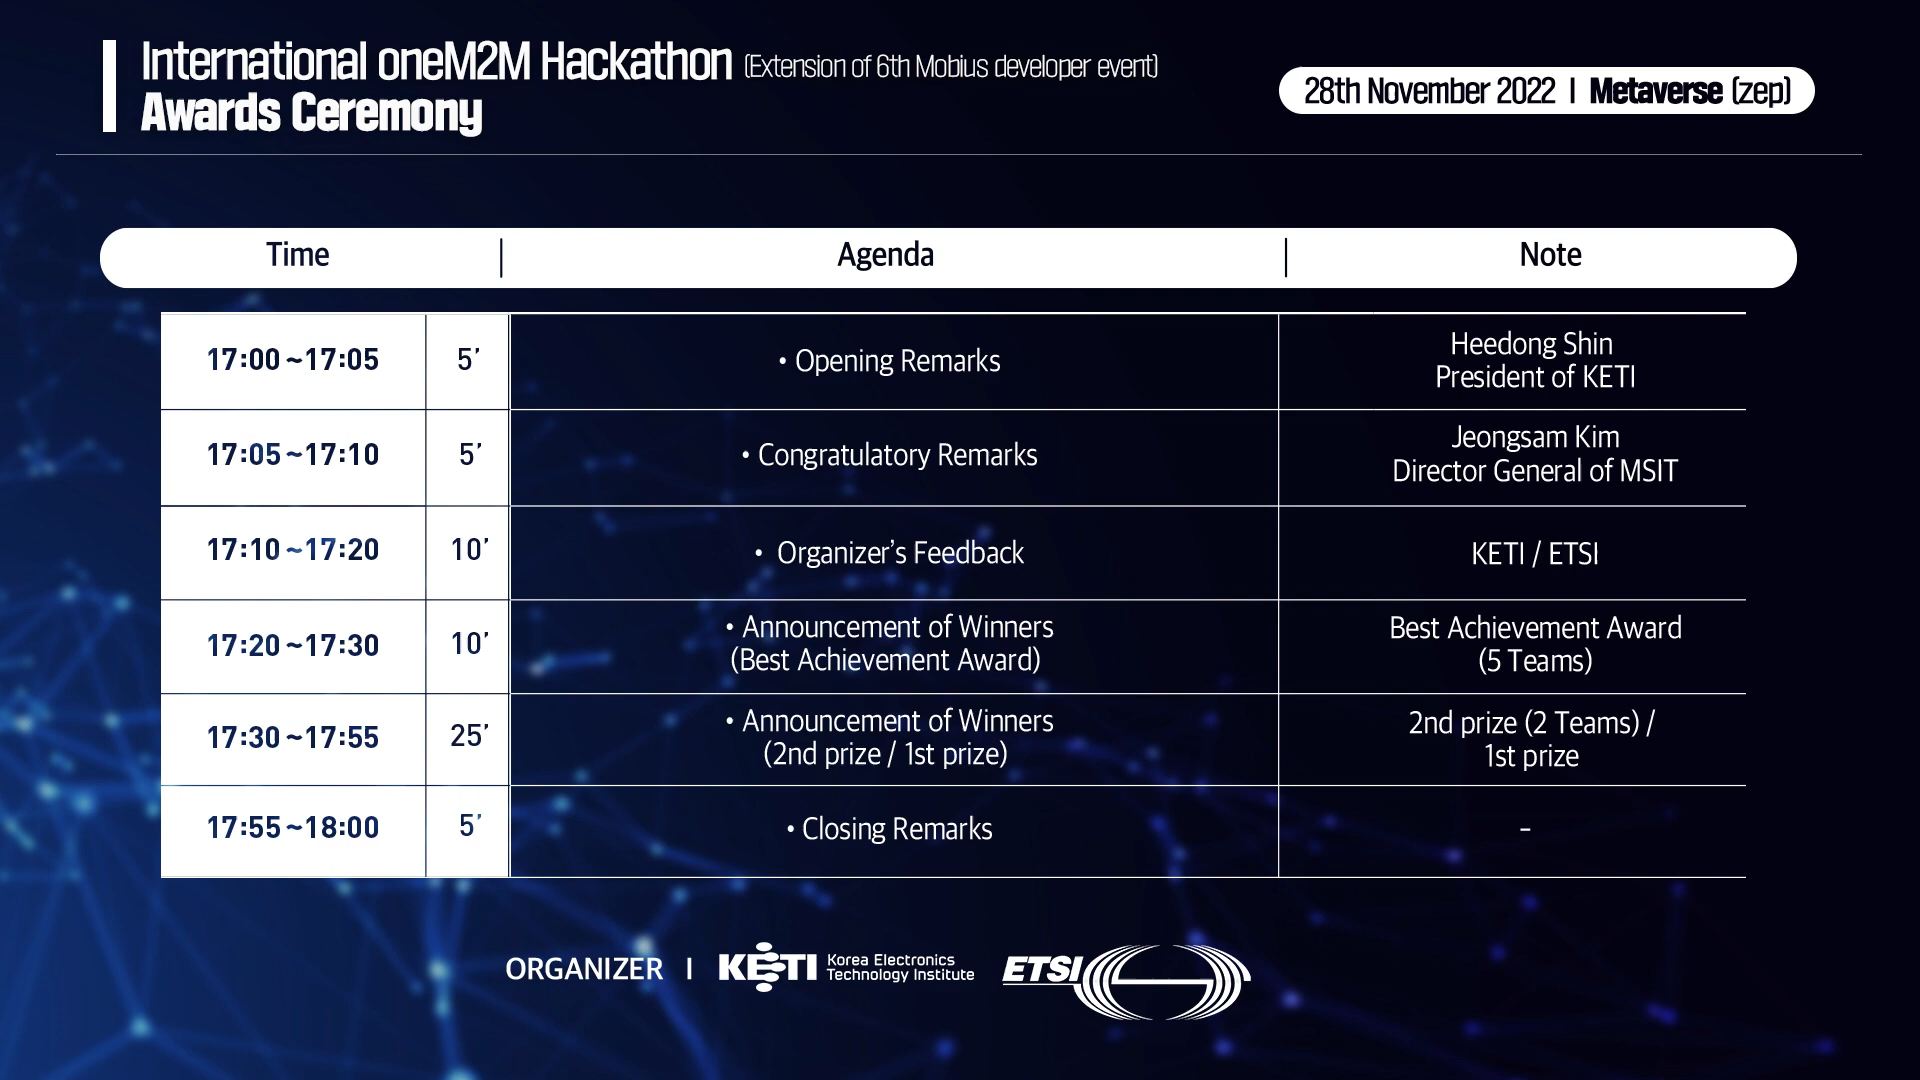 International oneM2M Hackathon (Extension of 6th Mobius developer event)
Awards Ceremony
28th November 2022 | Metaverse (zep)
Time | Agenda | Note
17:00 ~17:05 5’ • Opening Remarks Heedong Shin
President of KETI
17:05 ~17:10 5’ • Congratulatory Remarks Jeongsam Kim
Director General of MSIT
17:10 ~17:20 10’ • Organizer’s Feedback KETI / ETSI
17:20 ~17:30 10’ • Announcement of Winners
(Best Achievement Award) Best Achievement Award
(5 Teams)
17:30 ~17:55 25’ • Announcement of Winners
(2nd prize / 1st prize) 2nd prize (2 Teams) /
1st prize
17:55 ~18:00 5’ • Closing Remarks -
ORGANIZER | KETI Korea Electronics
Technology Institute
ETSI